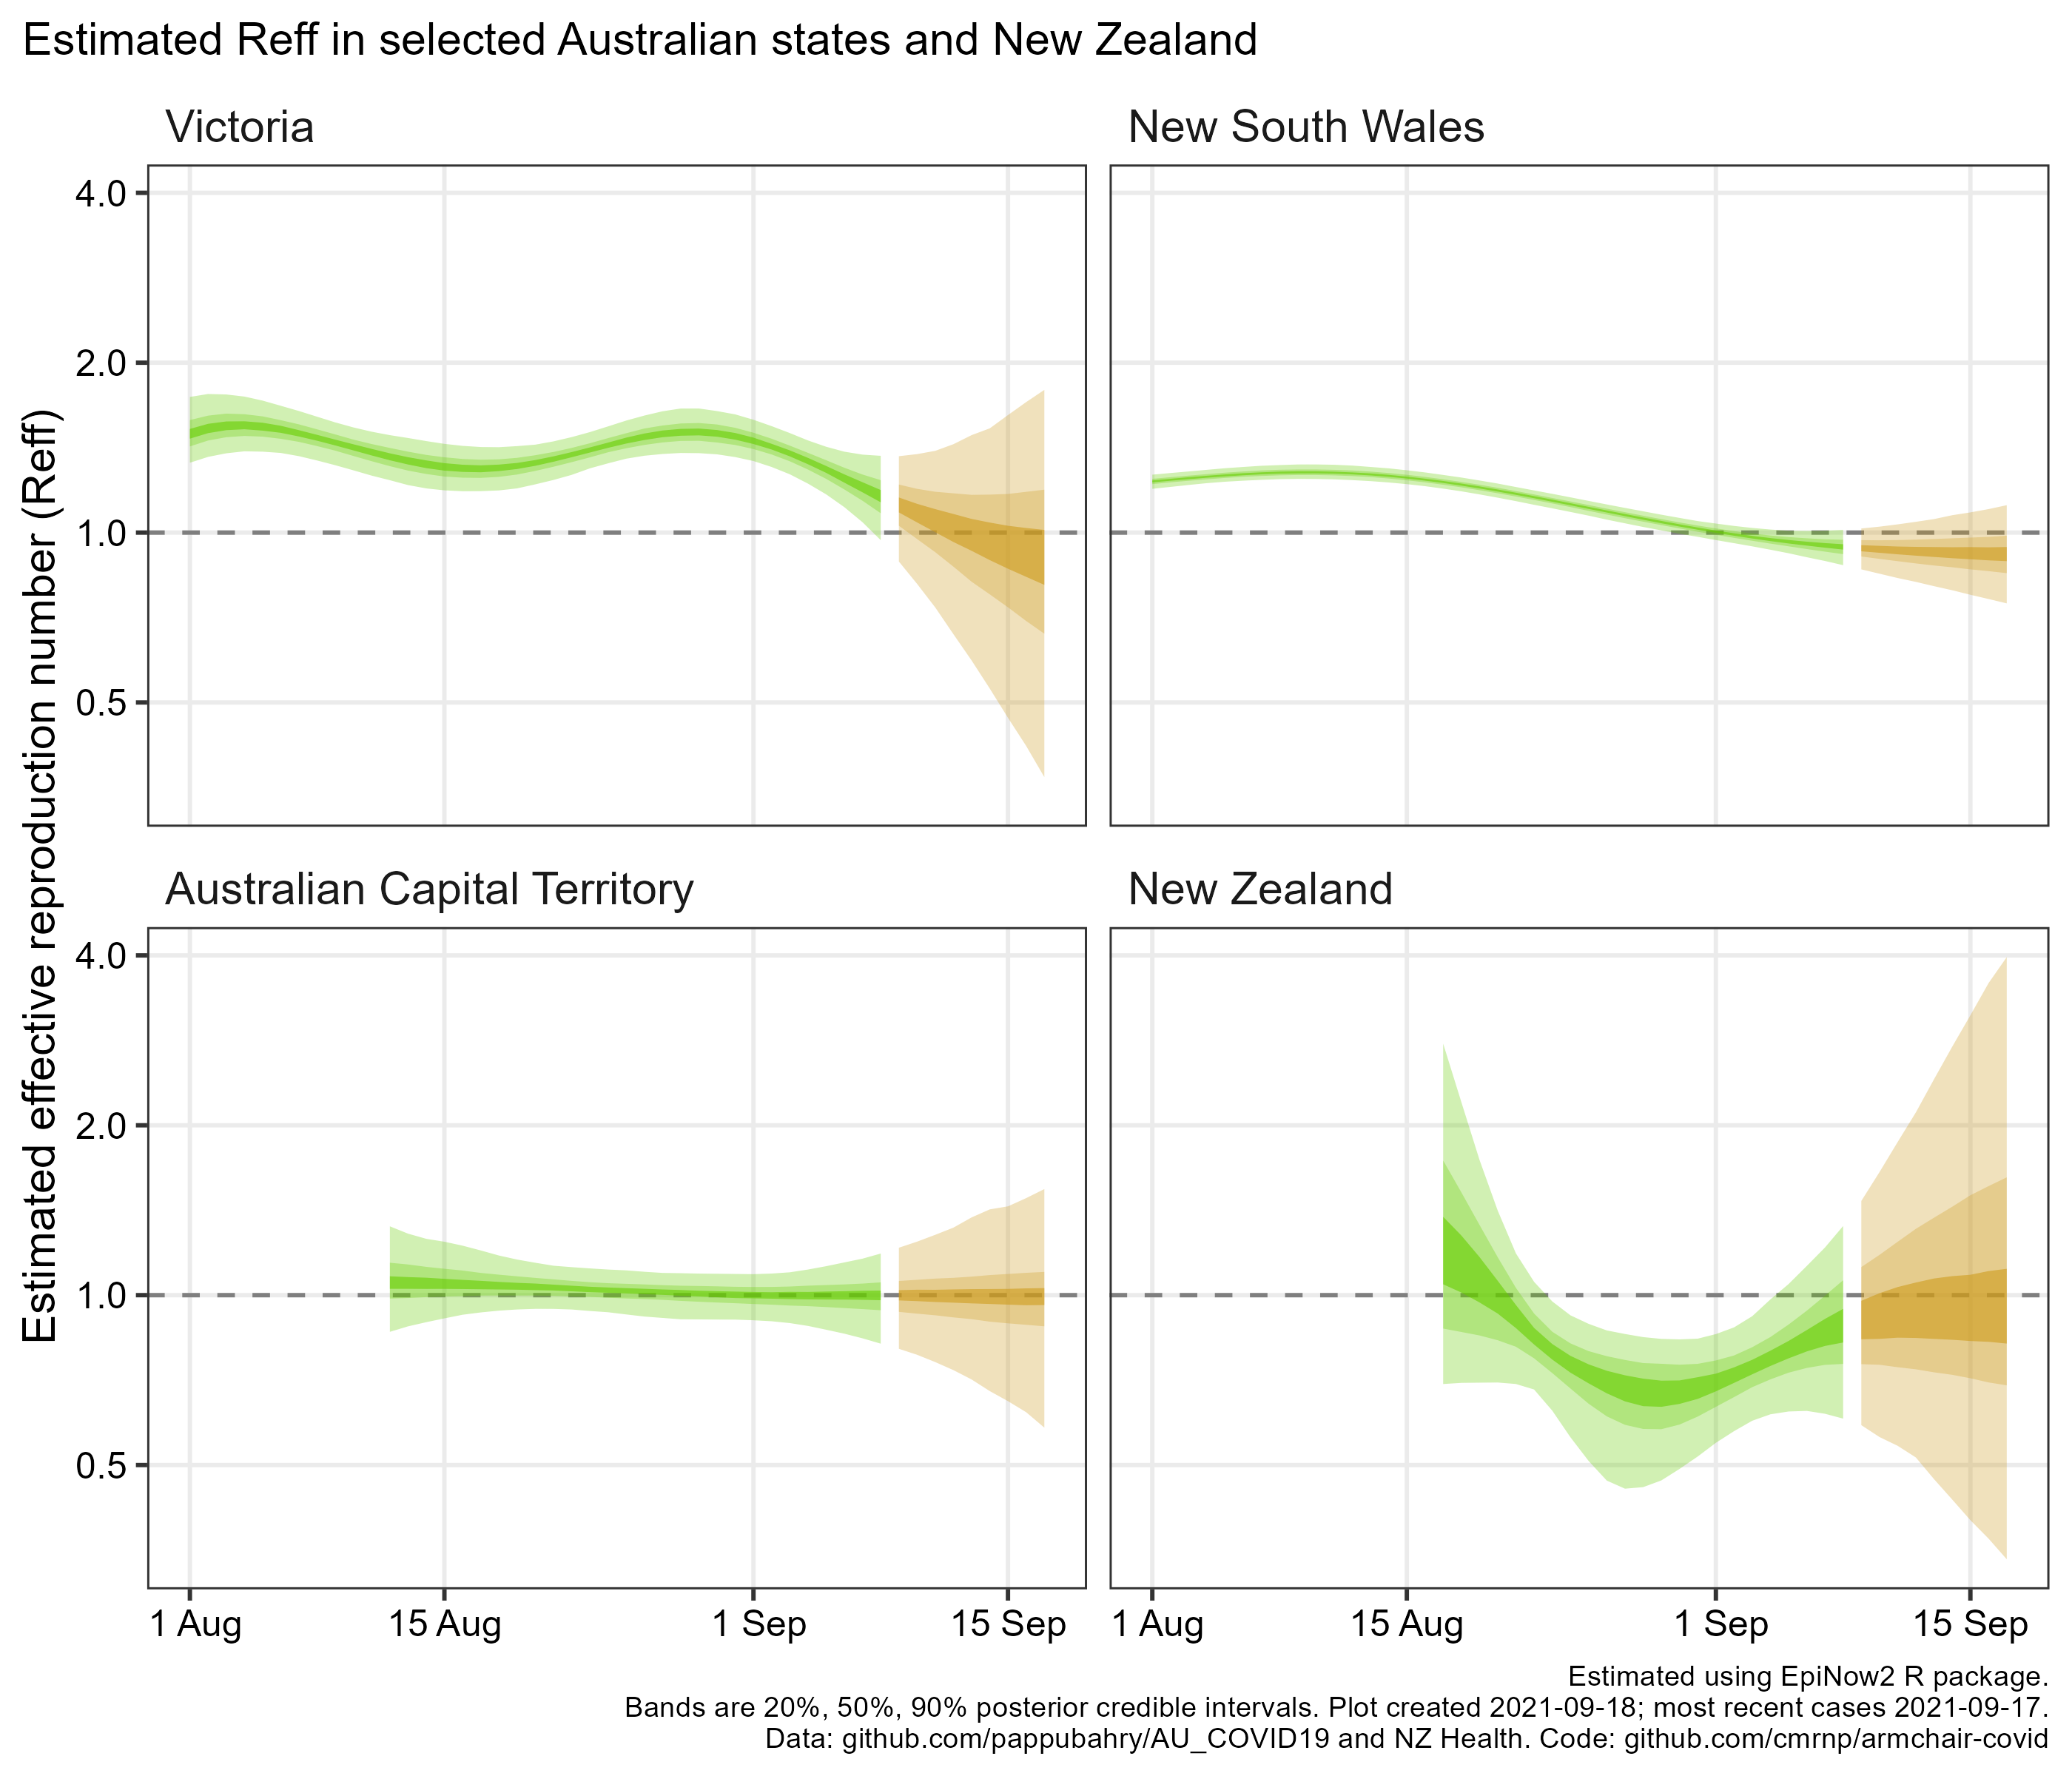 Estimated Reff in selected Australian states and New Zealand
Estimated effective reproduction number (Reff)
Victoria
4.0
2.0
1.0
0.5
New South Wales
Australian Capital Territory
4.0
2.0
1.0
0.5
1 Aug
15 Aug
1 Sep
15 Sep
New Zealand
1 Aug
15 Aug
1 Sep
15 Sep
Estimated using EpiNow2 R package.
Bands are 20%, 50%, 90% posterior credible intervals. Plot created 2021-09-18; most recent cases 2021-09-17.
Data: github.com/pappubahry/AU_COVID19 and NZ Health. Code: github.com/cmrnp/armchair-covid